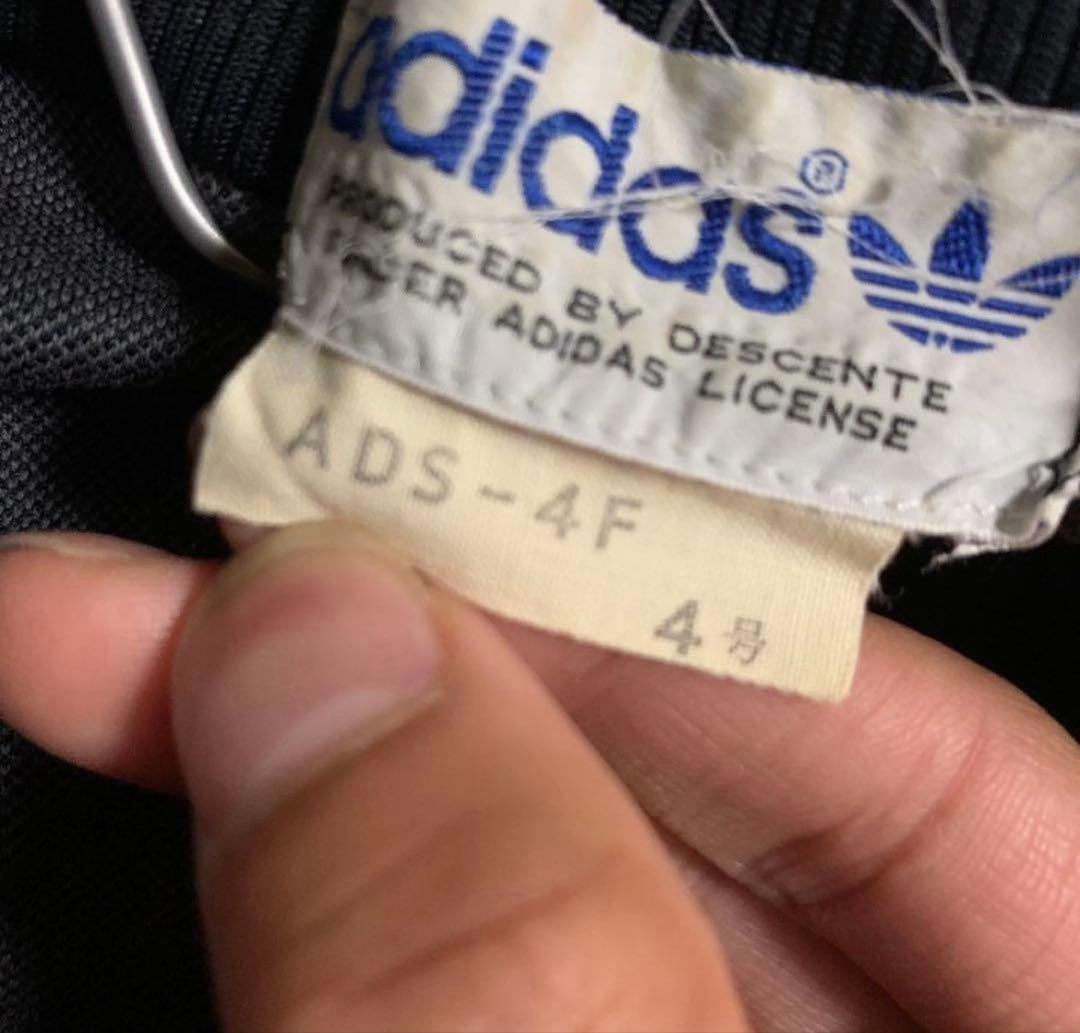 adidas®
PRODUCED BY DESCENTE
UNDER ADIDAS LICENSE
ADS-4F
4号